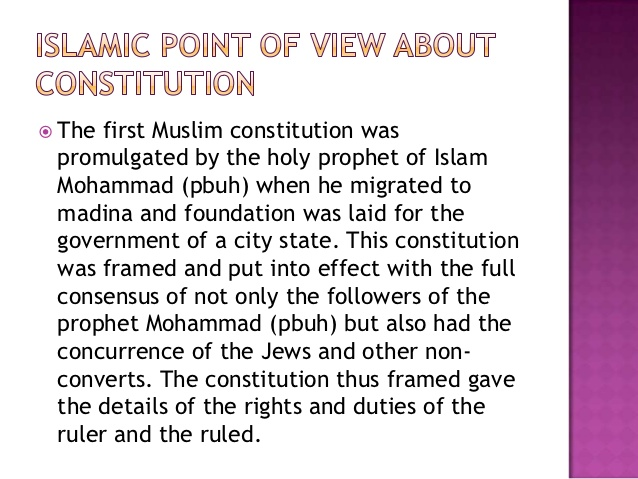 ISLAMIC POINT OF VIEW ABOUT
CONSTITUTION
The first Muslim constitution was
promulgated by the holy prophet of Islam
Mohammad (pbuh) when he migrated to
madina and foundation was laid for the
government of a city state. This constitution
was framed and put into effect with the full
consensus of not only the followers of the
prophet Mohammad (pbuh) but also had the
concurrence of the Jews and other non-
converts. The constitution thus framed gave
the details of the rights and duties of the
ruler and the ruled.